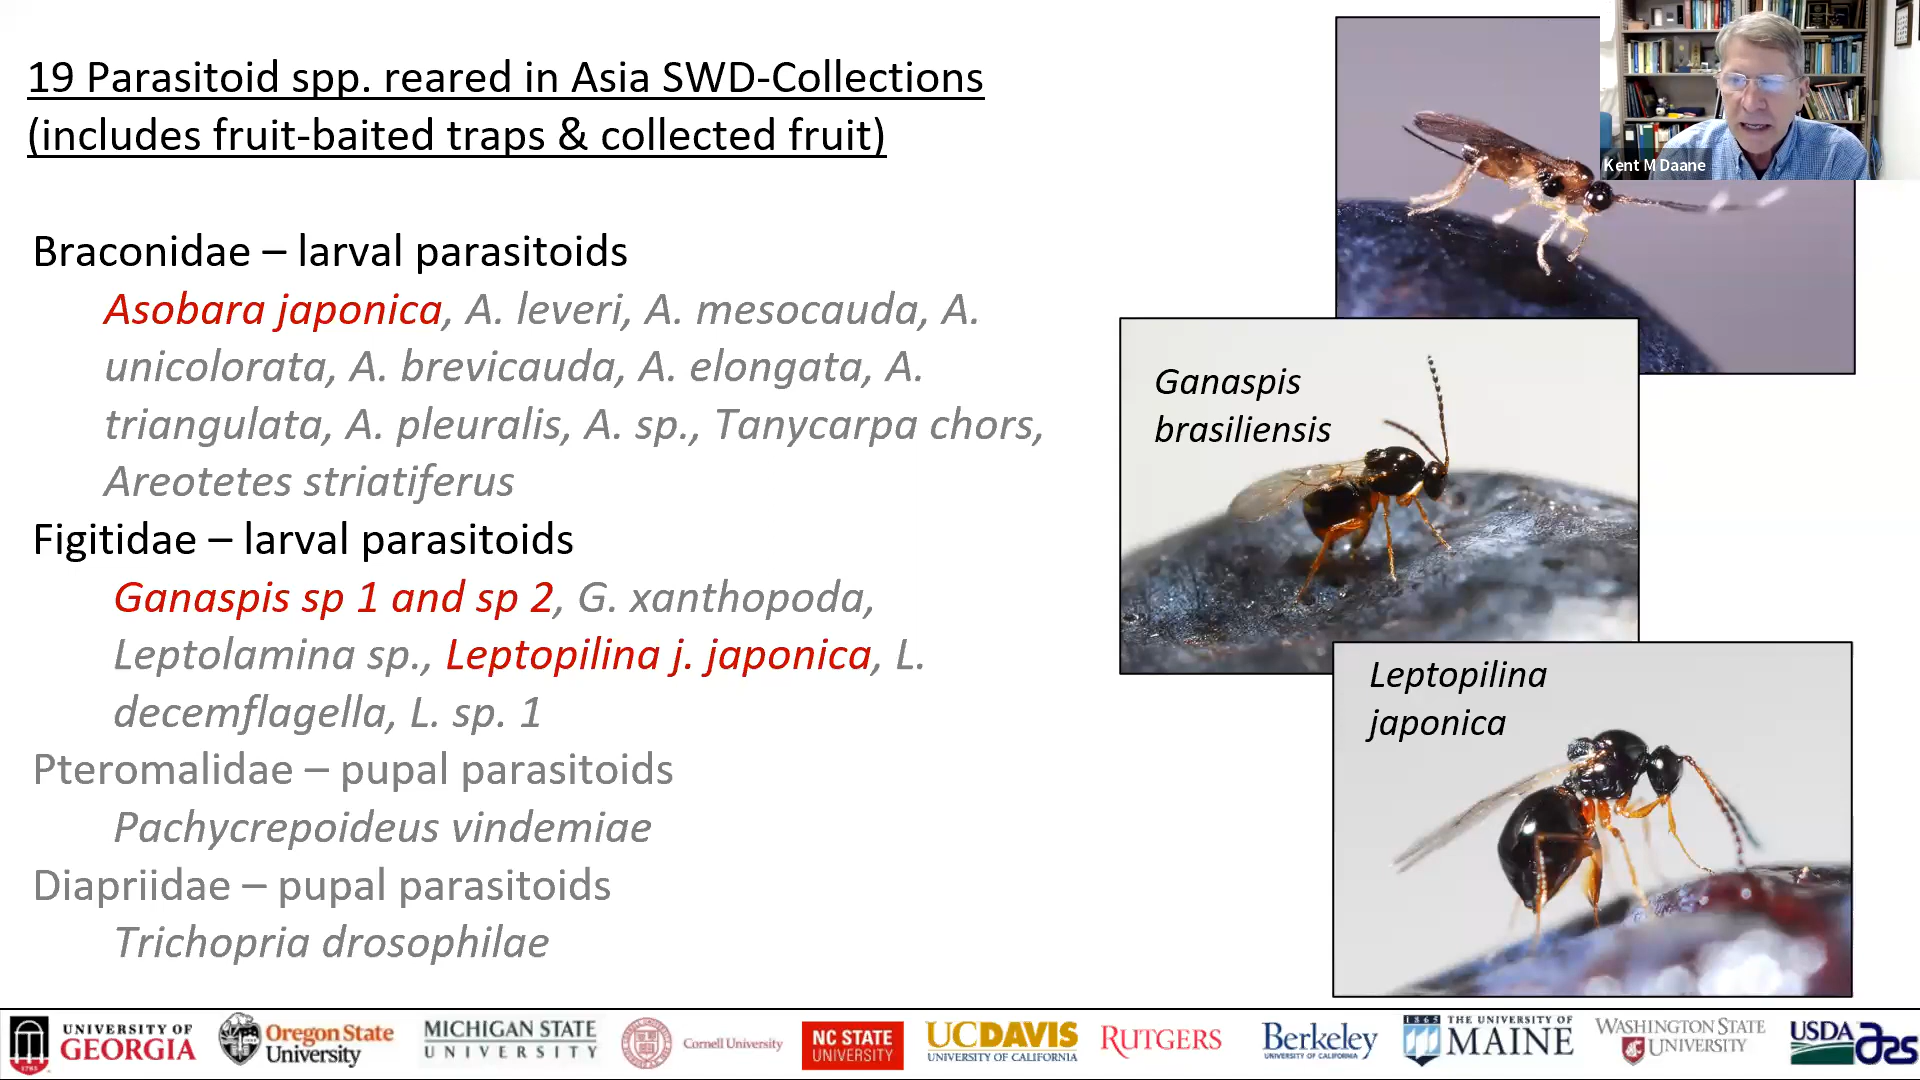 19 Parasitoid spp. reared in Asia SWD-Collections
(includes fruit-baited traps & collected fruit)
Kent M Daane
Braconidae – larval parasitoids
Asobara japonica, A. leveri, A. mesocauda, A.
unicolorata, A. brevicauda, A. elongata, A.
triangulata, A. pleuralis, A. sp., Tanycarpa chors,
Areotetes striatiferus
Figitidae – larval parasitoids
Ganaspis sp 1 and sp 2, G. xanthopoda,
Leptolamina sp., Leptopilina j. japonica, L.
decemflagella, L. sp. 1
Pteromalidae – pupal parasitoids
Pachycrepoideus vindemiae
Diapriidae – pupal parasitoids
Trichopria drosophilae
Ganaspis
brasiliensis
Leptopilina
japonica
1785
UNIVERSITY OF
GEORGIA
Oregon State
University
MICHIGAN STATE
UNIVERSITY
Cornell University
NC STATE
UNIVERSITY
UCDAVIS
UNIVERSITY OF CALIFORNIA
RUTGERS
Berkeley
UNIVERSITY OF CALIFORNIA
1865
THE UNIVERSITY OF
MAINE
WASHINGTON STATE
UNIVERSITY
USDA
ars